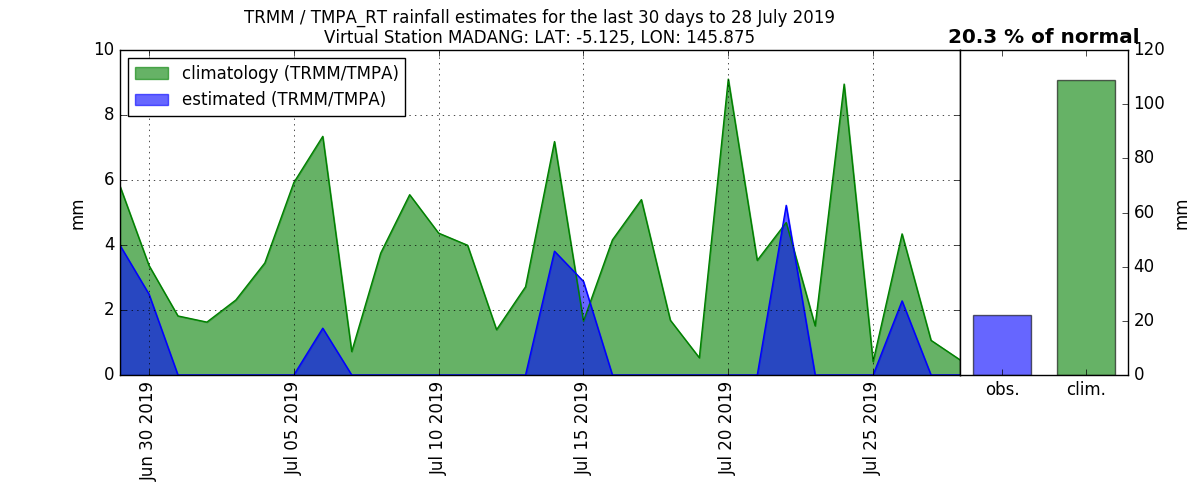 TRMM / TMPA_RT rainfall estimates for the last 30 days to 28 July 2019
Virtual Station MADANG: LAT: -5.125, LON: 145.875
20.3 % of normal
climatology (TRMM/TMPA)
estimated (TRMM/TMPA)
10
8
6
4
2
0
mm
Jun 30 2019
Jul 05 2019
Jul 10 2019
Jul 15 2019
Jul 20 2019
Jul 25 2019
obs.
clim.
120
100
80
60
40
20
0
mm